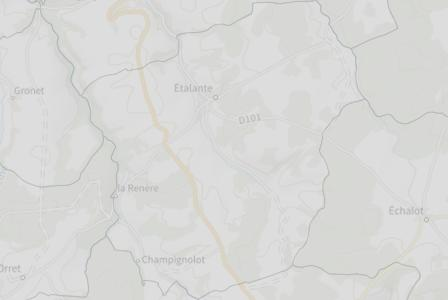 Étalante
Gronet
D101
la Renère
Échalot
Champignolot
Orret